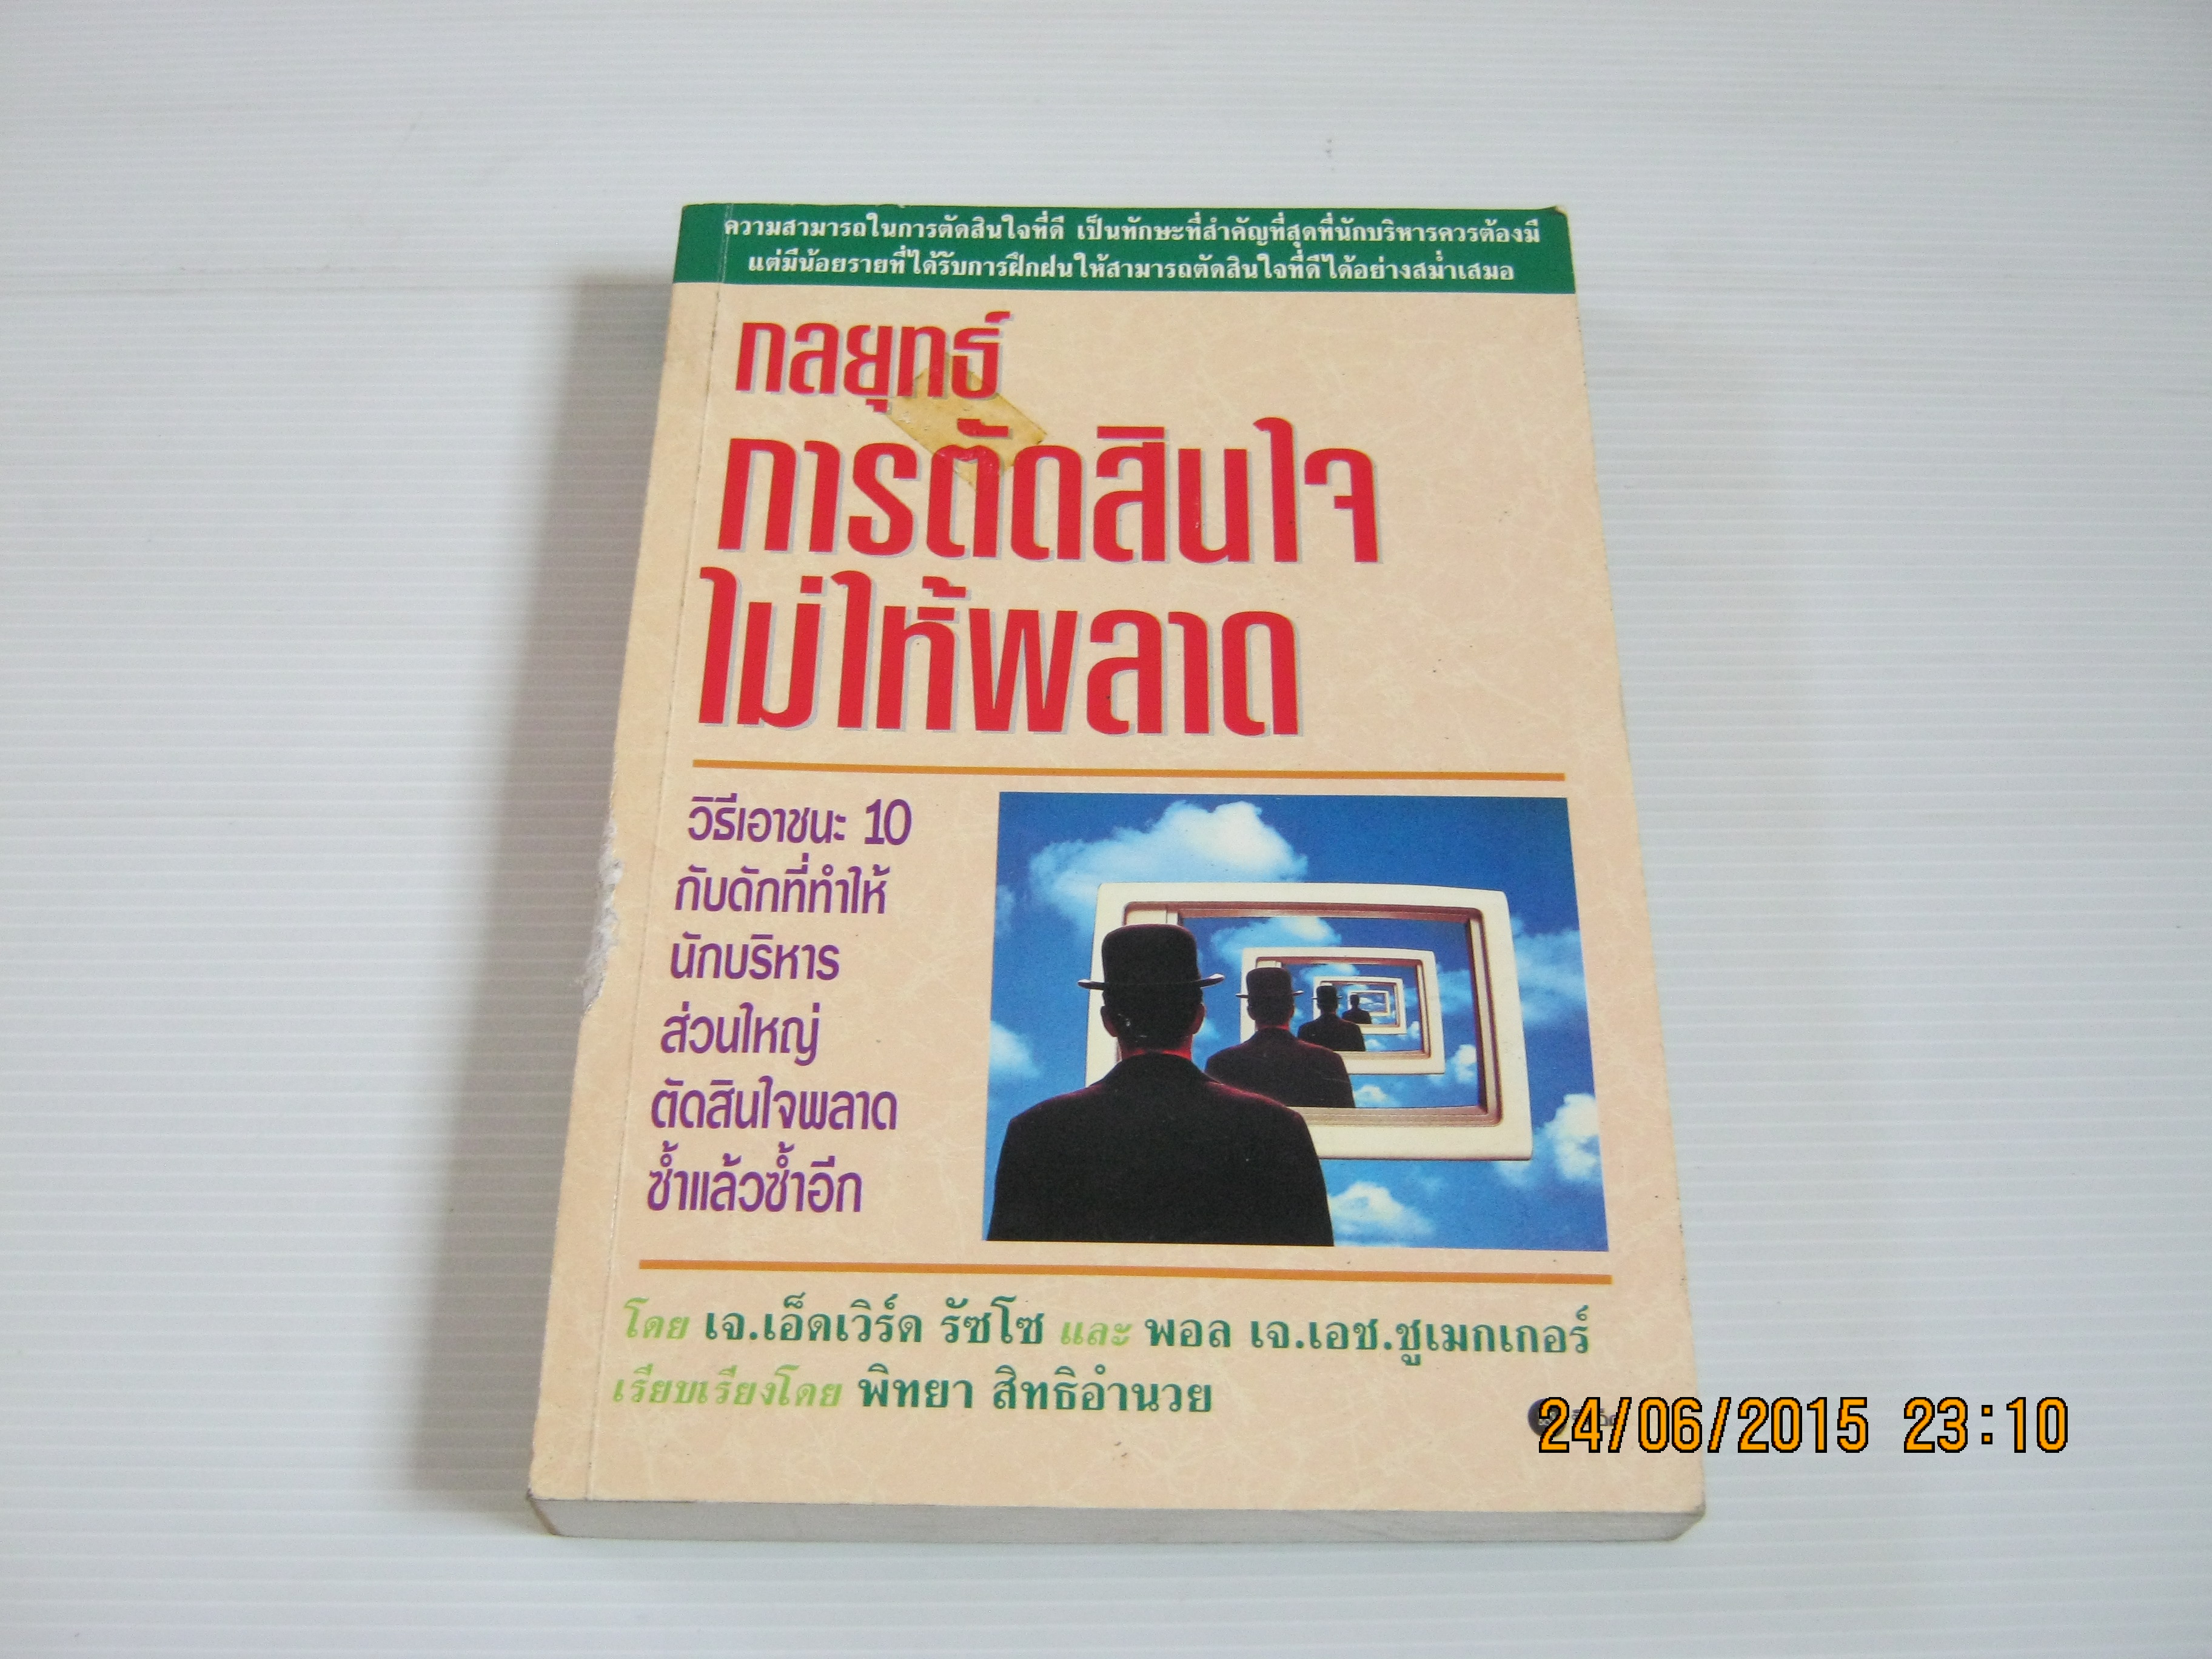 ความสามารถในการตัดสินใจที่ดี เป็นทักษะที่สำคัญที่สุดที่นักบริหารควรต้องมี
แต่มีน้อยรายที่ได้รับการฝึกฝนให้สามารถตัดสินใจที่ดีได้อย่างสม่ำเสมอ
กลยุทธ์
การตัดสินใจ
ไม่ให้พลาด
วิธีเอาชนะ 10
กับดักที่ทำให้
นักบริหาร
ส่วนใหญ่
ตัดสินใจพลาด
ซ้ำแล้วซ้ำอีก
โดย เจ.เอ็ดเวิร์ด รัซโซ และ พอล เจ.เอช.ชูเมกเกอร์
เรียบเรียงโดย พิทยา สิทธิอำนวย
24/06/2015 23:10